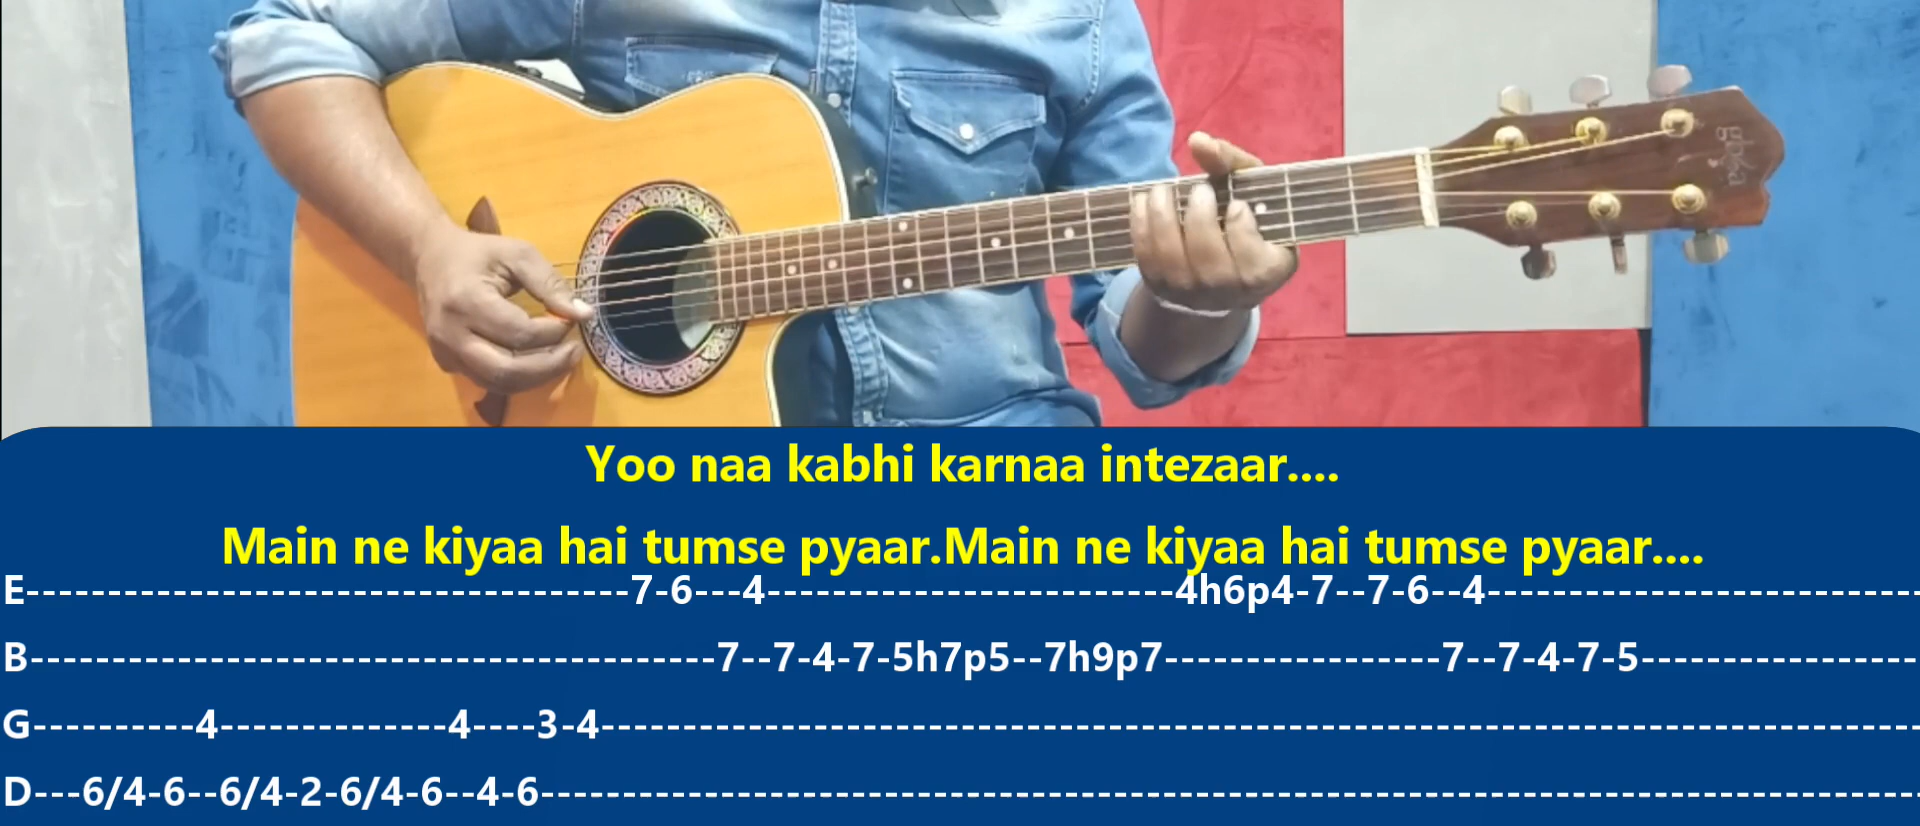 Yoo naa kabhi karnaa intezaar....
Main ne kiyaa hai tumse pyaar.Main ne kiyaa hai tumse pyaar....
E-------------------------------------7-6---4-------------------------4h6p4-7--7-6--4---------------------------
B------------------------------------------7--7-4-7-5h7p5--7h9p7-----------------7--7-4-7-5-----------------
G----------4--------------4----3-4---------------------------------------------------------------------------------
D---6/4-6--6/4-2-6/4-6--4-6-------------------------------------------------------------------------------------